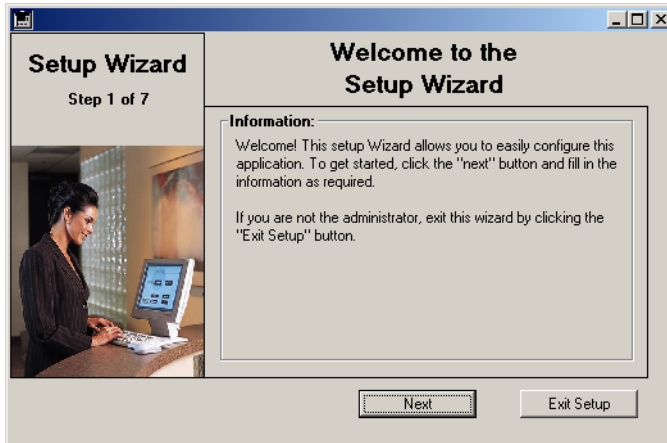 Setup Wizard
Step 1 of 7
Welcome to the
Setup Wizard
Information:
Welcome! This setup Wizard allows you to easily configure this
application. To get started, click the "next" button and fill in the
information as required.
If you are not the administrator, exit this wizard by clicking the
"Exit Setup" button.
Next
Exit Setup